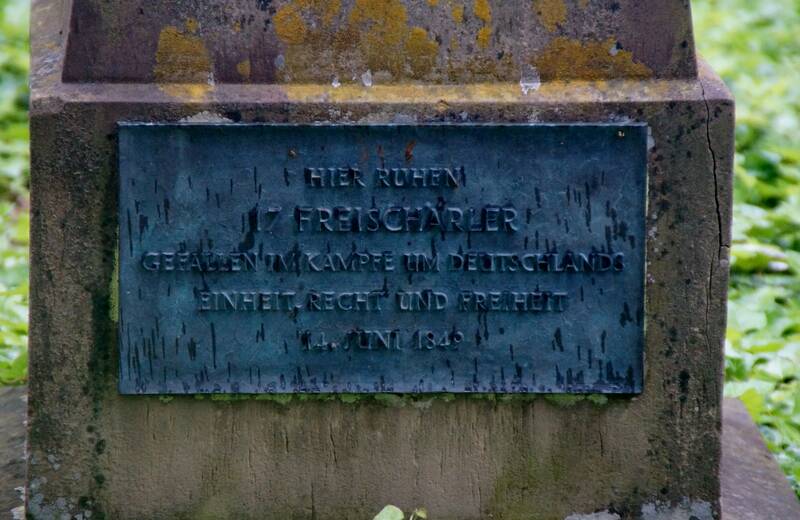 HIER RUHEN
17 FREISCHÄRLER
GEFALLEN IM KAMPFE UM DEUTSCHLANDS
EINHEIT, RECHT UND FREIHEIT
14. JUNI 1849